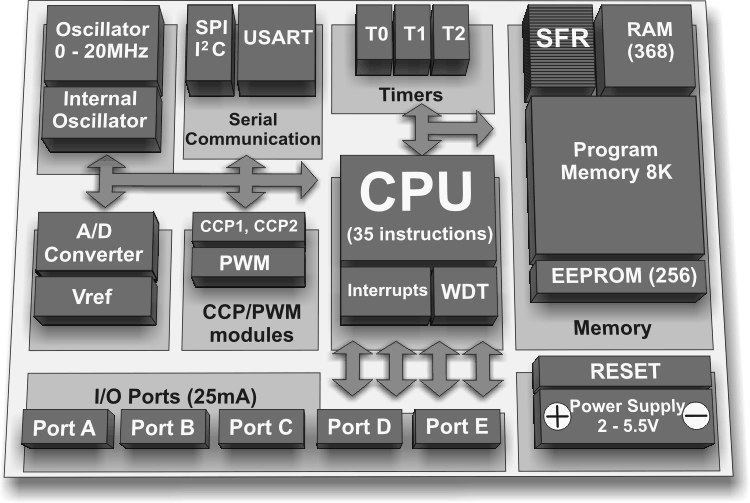 Oscillator
0 - 20MHz
Internal
Oscillator
SPI
I²C
USART
Serial
Communication
T0
T1
T2
Timers
SFR
RAM
(368)
Program
Memory 8K
EEPROM (256)
Memory
CPU
(35 instructions)
Interrupts
WDT
A/D
Converter
Vref
CCP1, CCP2
PWM
CCP/PWM
modules
I/O Ports (25mA)
Port A
Port B
Port C
Port D
Port E
RESET
+
Power Supply
2 - 5.5V
−